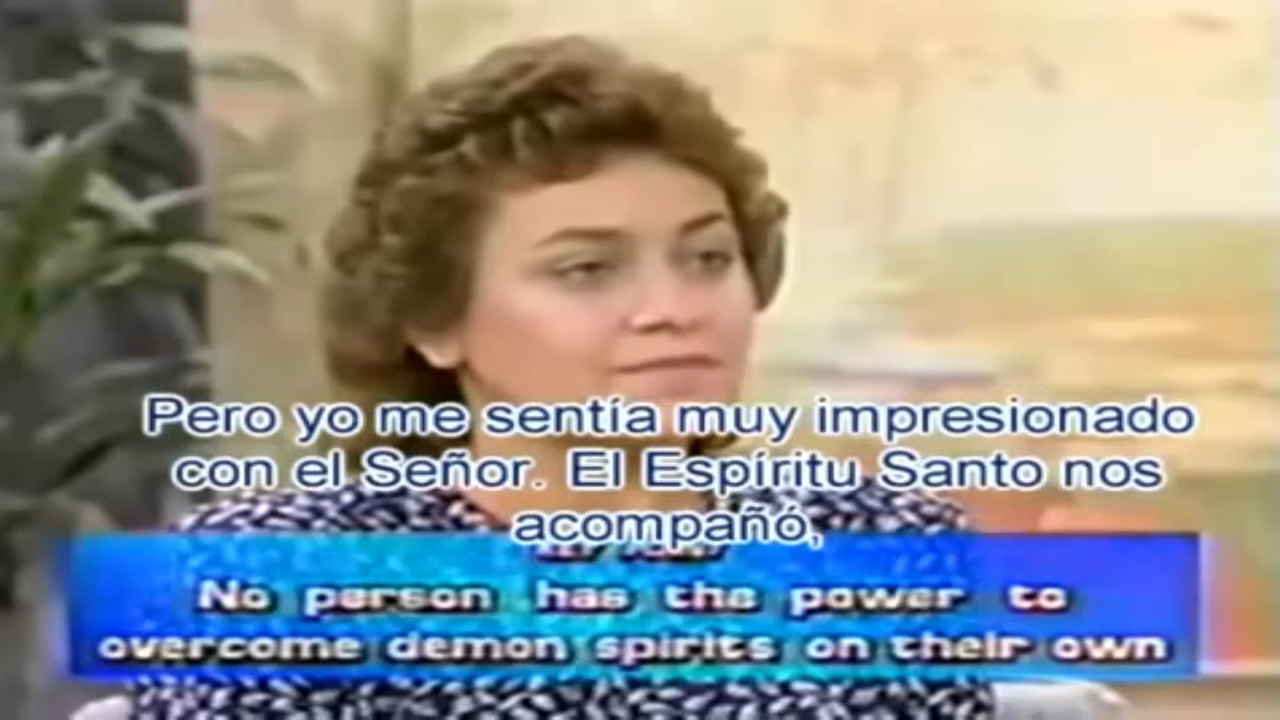 Pero yo me sentía muy impresionado
con el Señor. El Espíritu Santo nos
acompañó,
No person has the power to
overcome demon spirits on their own